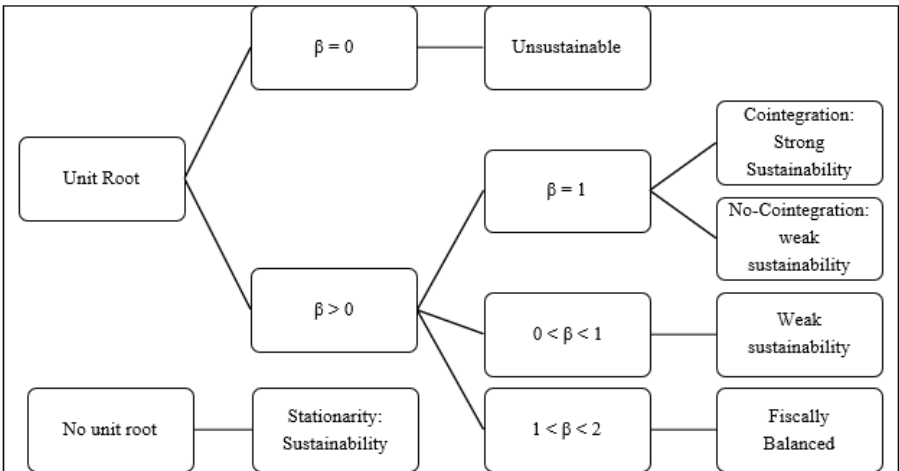 β = 0
Unsustainable
Unit Root
β > 0
β = 1
Cointegration:
Strong
Sustainability
No-Cointegration:
weak
sustainability
0 < β < 1
Weak
sustainability
No unit root
Stationarity:
Sustainability
1 < β < 2
Fiscally
Balanced